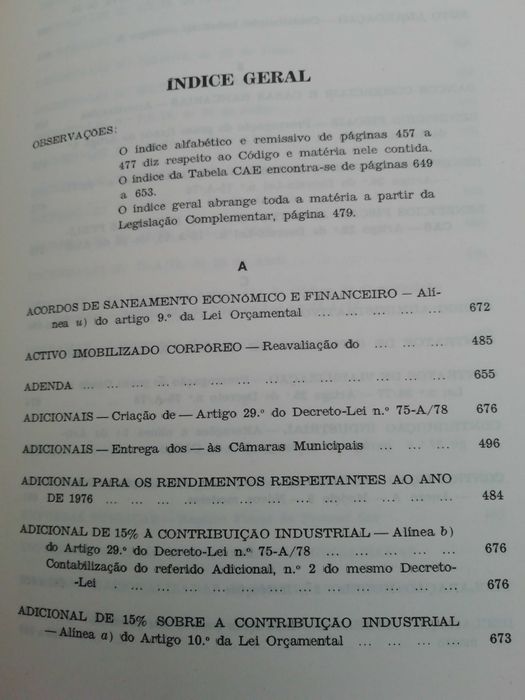 ÍNDICE GERAL
OBSERVAÇÕES:
O índice alfabético e remissivo de páginas 457 a
477 diz respeito ao Código e matéria nele contida.
O índice da Tabela CAE encontra-se de páginas 649
a 653.
O índice geral abrange toda a matéria a partir da
Legislação Complementar, página 479.
A
ACORDOS DE SANEAMENTO ECONÓMICO E FINANCEIRO — Alí-
nea u) do artigo 9.º da Lei Orçamental ... ... ... ... 672
ACTIVO IMOBILIZADO CORPÓREO — Reavaliação do ... ... ... 485
ADENDA ... ... ... ... ... ... ... ... ... ... ... ... ... 655
ADICIONAIS — Criação de — Artigo 29.º do Decreto-Lei n.º 75-A/78 676
ADICIONAIS — Entrega dos — às Câmaras Municipais ... ... ... 496
ADICIONAL PARA OS RENDIMENTOS RESPEITANTES AO ANO
DE 1976 ... ... ... ... ... ... ... ... ... ... ... ... 484
ADICIONAL DE 15% À CONTRIBUIÇÃO INDUSTRIAL — Alínea b)
do Artigo 29.º do Decreto-Lei n.º 75-A/78 ... ... ... ... 676
Contabilização do referido Adicional, n.º 2 do mesmo Decreto-
-Lei ... ... ... ... ... ... ... ... ... ... ... ... 676
ADICIONAL DE 15% SOBRE A CONTRIBUIÇÃO INDUSTRIAL
— Alínea a) do Artigo 10.º da Lei Orçamental ... ... ... ... 673